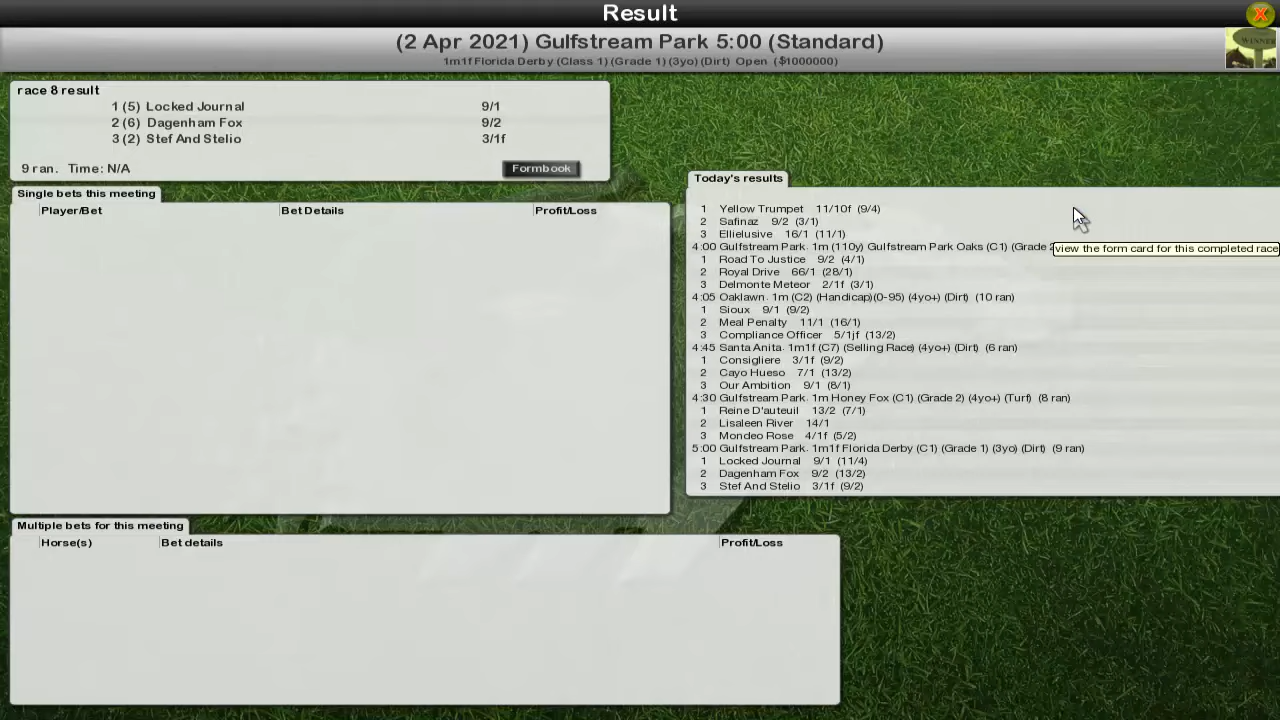 Result
(2 Apr 2021) Gulfstream Park 5:00 (Standard)
1m1f Florida Derby (Class 1) (Grade 1) (3yo) (Dirt) Open ($1000000)
WINNER
race 8 result
1 (5) Locked Journal 9/1
2 (6) Dagenham Fox 9/2
3 (2) Stef And Stelio 3/1f
9 ran. Time: N/A
Formbook
Single bets this meeting
Player/Bet Bet Details Profit/Loss
Multiple bets for this meeting
Horse(s) Bet details Profit/Loss
Today's results
1 Yellow Trumpet 11/10f (9/4)
2 Safinaz 9/2 (3/1)
3 Ellielusive 16/1 (11/1)
4:00 Gulfstream Park. 1m (110y) Gulfstream Park Oaks (C1) (Grade 2
view the form card for this completed race
1 Road To Justice 9/2 (4/1)
2 Royal Drive 66/1 (28/1)
3 Delmonte Meteor 2/1f (3/1)
4:05 Oaklawn. 1m (C2) (Handicap)(0-95) (4yo+) (Dirt) (10 ran)
1 Sioux 9/1 (9/2)
2 Meal Penalty 11/1 (16/1)
3 Compliance Officer 5/1jf (13/2)
4:45 Santa Anita. 1m1f (C7) (Selling Race) (4yo+) (Dirt) (6 ran)
1 Consigliere 3/1f (9/2)
2 Cayo Hueso 7/1 (13/2)
3 Our Ambition 9/1 (8/1)
4:30 Gulfstream Park. 1m Honey Fox (C1) (Grade 2) (4yo+) (Turf) (8 ran)
1 Reine D'auteuil 13/2 (7/1)
2 Lisaleen River 14/1
3 Mondeo Rose 4/1f (5/2)
5:00 Gulfstream Park. 1m1f Florida Derby (C1) (Grade 1) (3yo) (Dirt) (9 ran)
1 Locked Journal 9/1 (11/4)
2 Dagenham Fox 9/2 (13/2)
3 Stef And Stelio 3/1f (9/2)